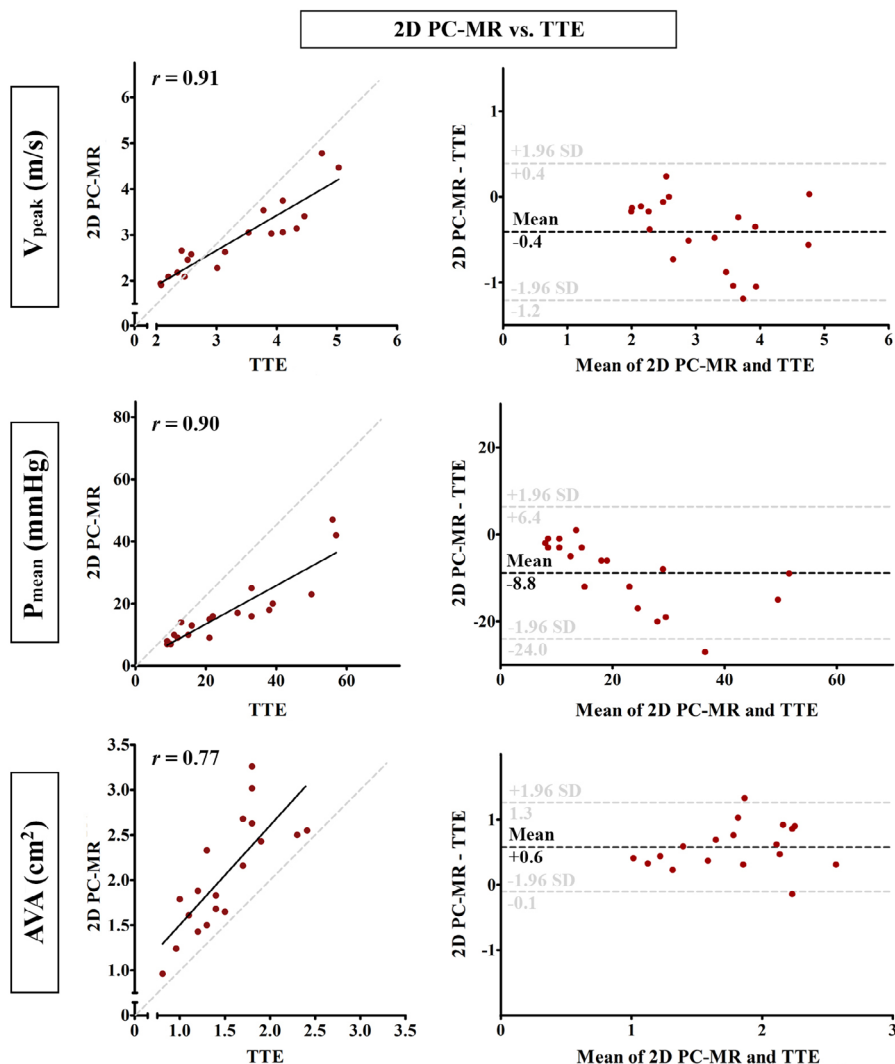 2D PC-MR vs. TTE
Vpeak (m/s)
r = 0.91
2D PC-MR
6
5
4
3
2
0
0 2 3 4 5 6
TTE
2D PC-MR - TTE
1
0
-1
+1.96 SD
+0.4
Mean
-0.4
-1.96 SD
-1.2
0 1 2 3 4 5 6
Mean of 2D PC-MR and TTE
Pmean (mmHg)
r = 0.90
2D PC-MR
80
60
40
20
0
0 20 40 60
TTE
2D PC-MR - TTE
20
0
-20
+1.96 SD
+6.4
Mean
-8.8
-1.96 SD
-24.0
0 20 40 60
Mean of 2D PC-MR and TTE
AVA (cm²)
r = 0.77
2D PC-MR
3.5
3.0
2.5
2.0
1.5
1.0
0
0 1.0 1.5 2.0 2.5 3.0 3.5
TTE
2D PC-MR - TTE
1
0
-1
+1.96 SD
1.3
Mean
+0.6
-1.96 SD
-0.1
0 1 2 3
Mean of 2D PC-MR and TTE